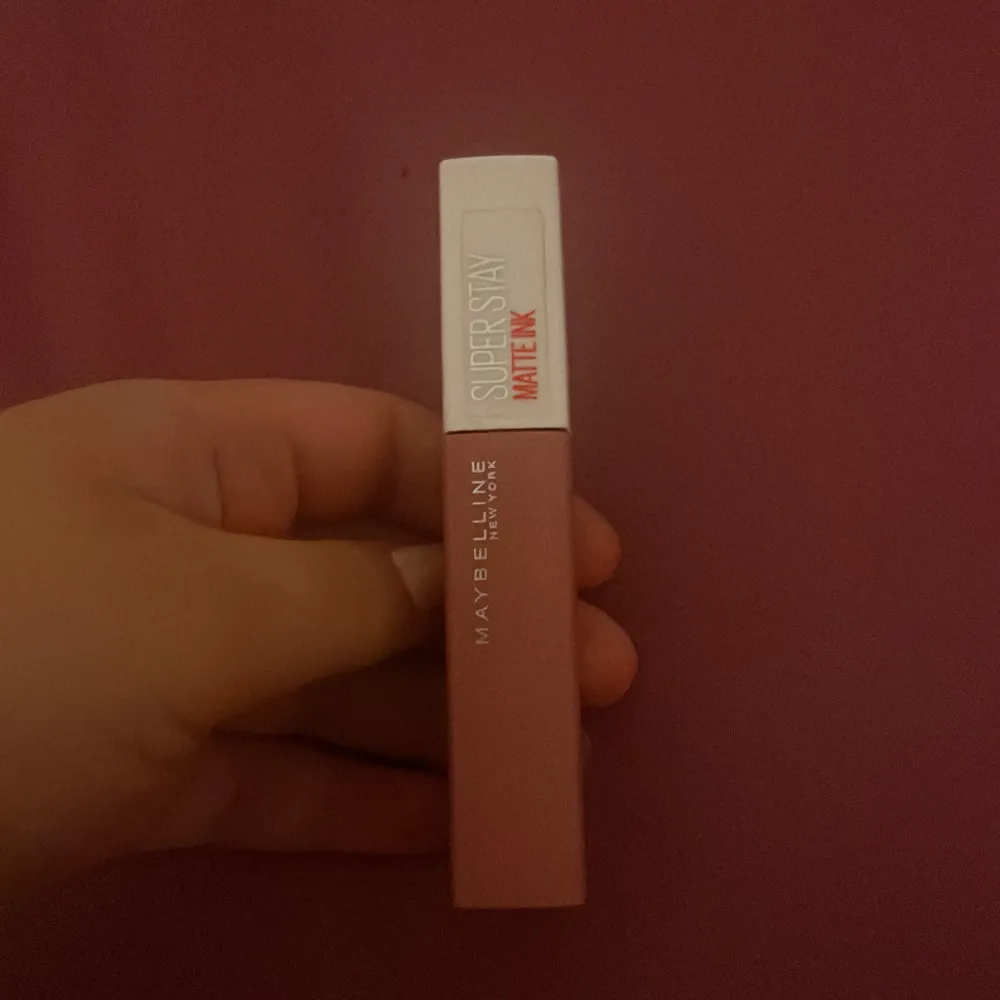 SUPER STAY
MATTE INK
MAYBELLINE
NEW YORK